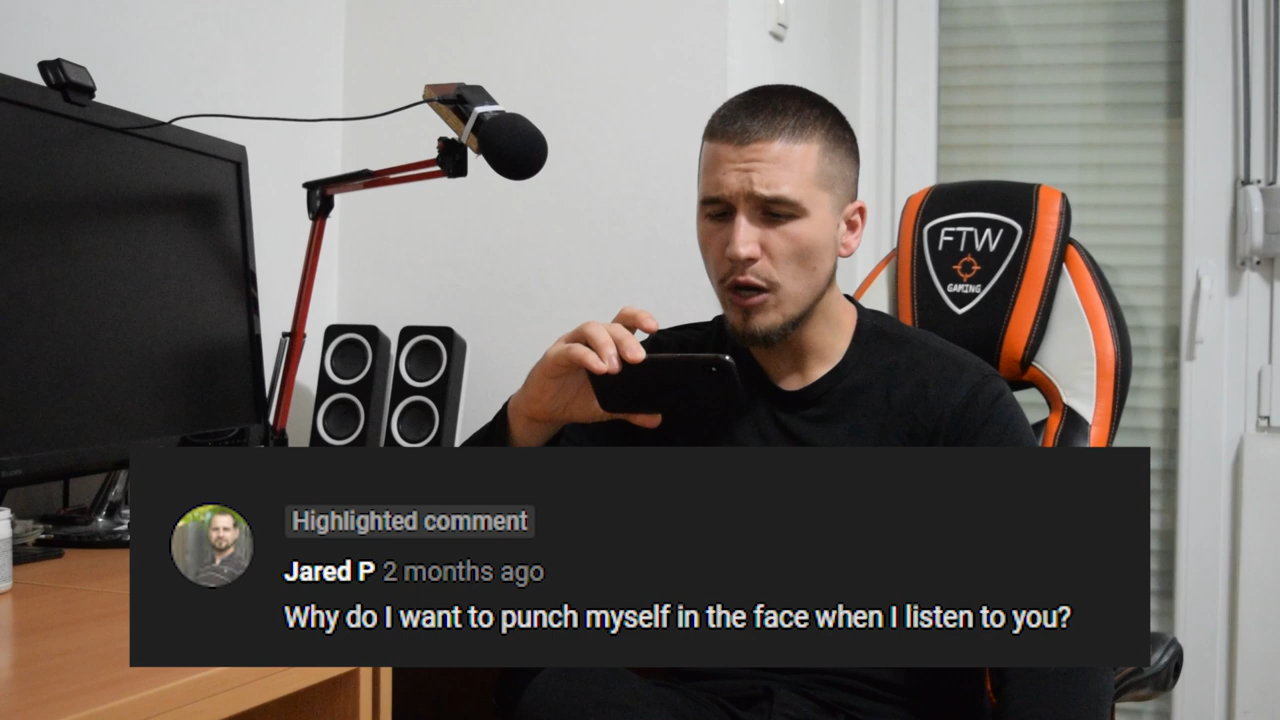 FTW
GAMING
Highlighted comment
Jared P 2 months ago
Why do I want to punch myself in the face when I listen to you?